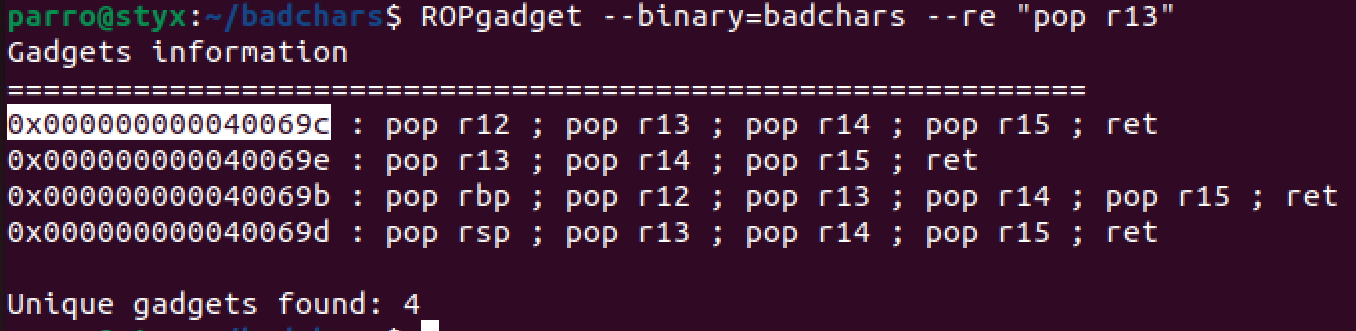 parro@styx:~/badchars$ ROPgadget --binary=badchars --re "pop r13"
Gadgets information
============================================================
0x000000000040069c : pop r12 ; pop r13 ; pop r14 ; pop r15 ; ret
0x000000000040069e : pop r13 ; pop r14 ; pop r15 ; ret
0x000000000040069b : pop rbp ; pop r12 ; pop r13 ; pop r14 ; pop r15 ; ret
0x000000000040069d : pop rsp ; pop r13 ; pop r14 ; pop r15 ; ret
Unique gadgets found: 4